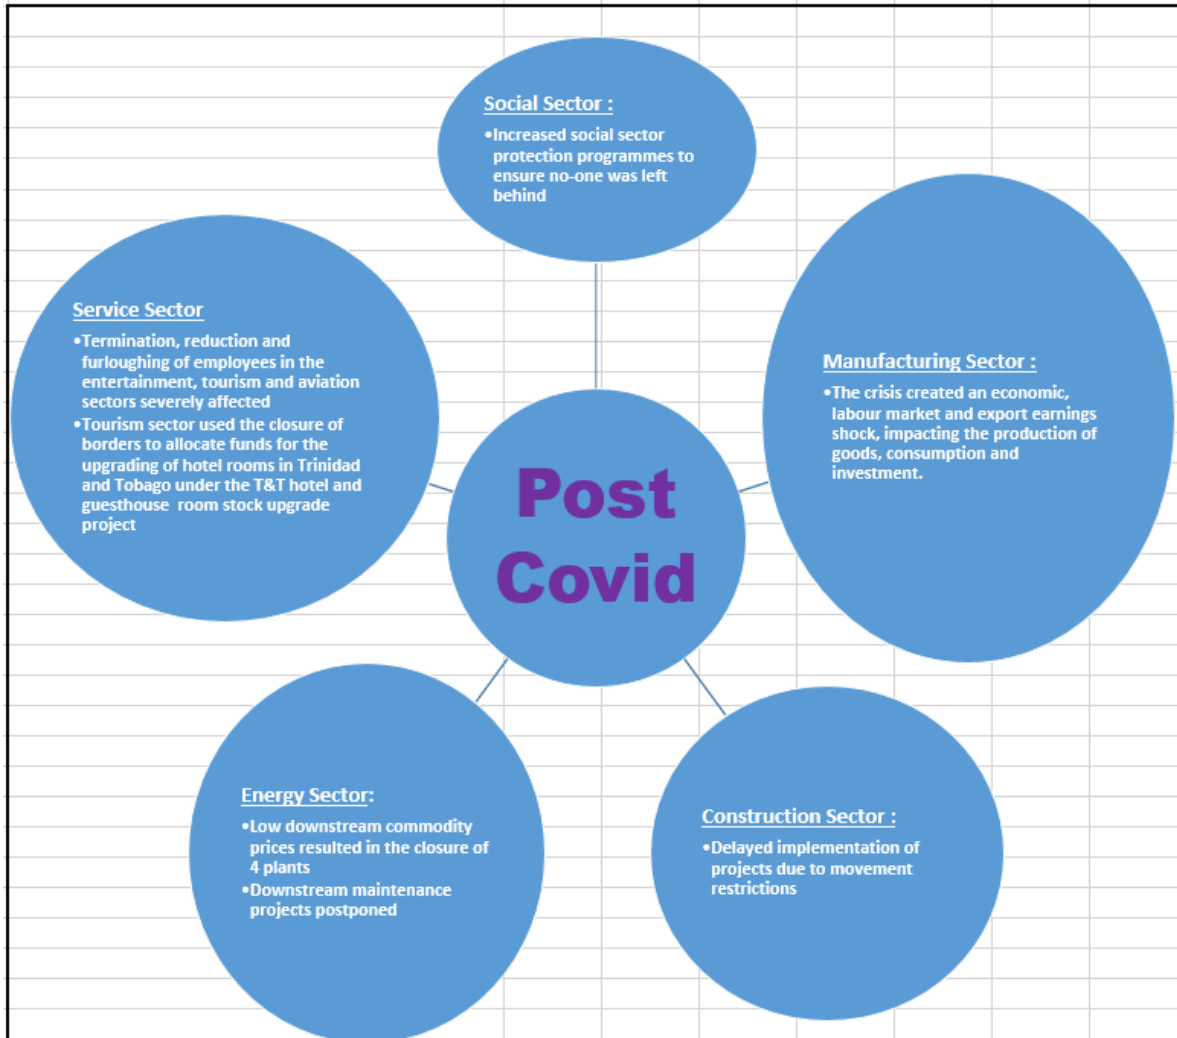 Social Sector :
•Increased social sector
protection programmes to
ensure no-one was left
behind
Service Sector
•Termination, reduction and
furloughing of employees in the
entertainment, tourism and aviation
sectors severely affected
•Tourism sector used the closure of
borders to allocate funds for the
upgrading of hotel rooms in Trinidad
and Tobago under the T&T hotel and
guesthouse room stock upgrade
project
Manufacturing Sector :
•The crisis created an economic,
labour market and export earnings
shock, impacting the production of
goods, consumption and
investment.
Post
Covid
Energy Sector:
•Low downstream commodity
prices resulted in the closure of
4 plants
•Downstream maintenance
projects postponed
Construction Sector :
•Delayed implementation of
projects due to movement
restrictions